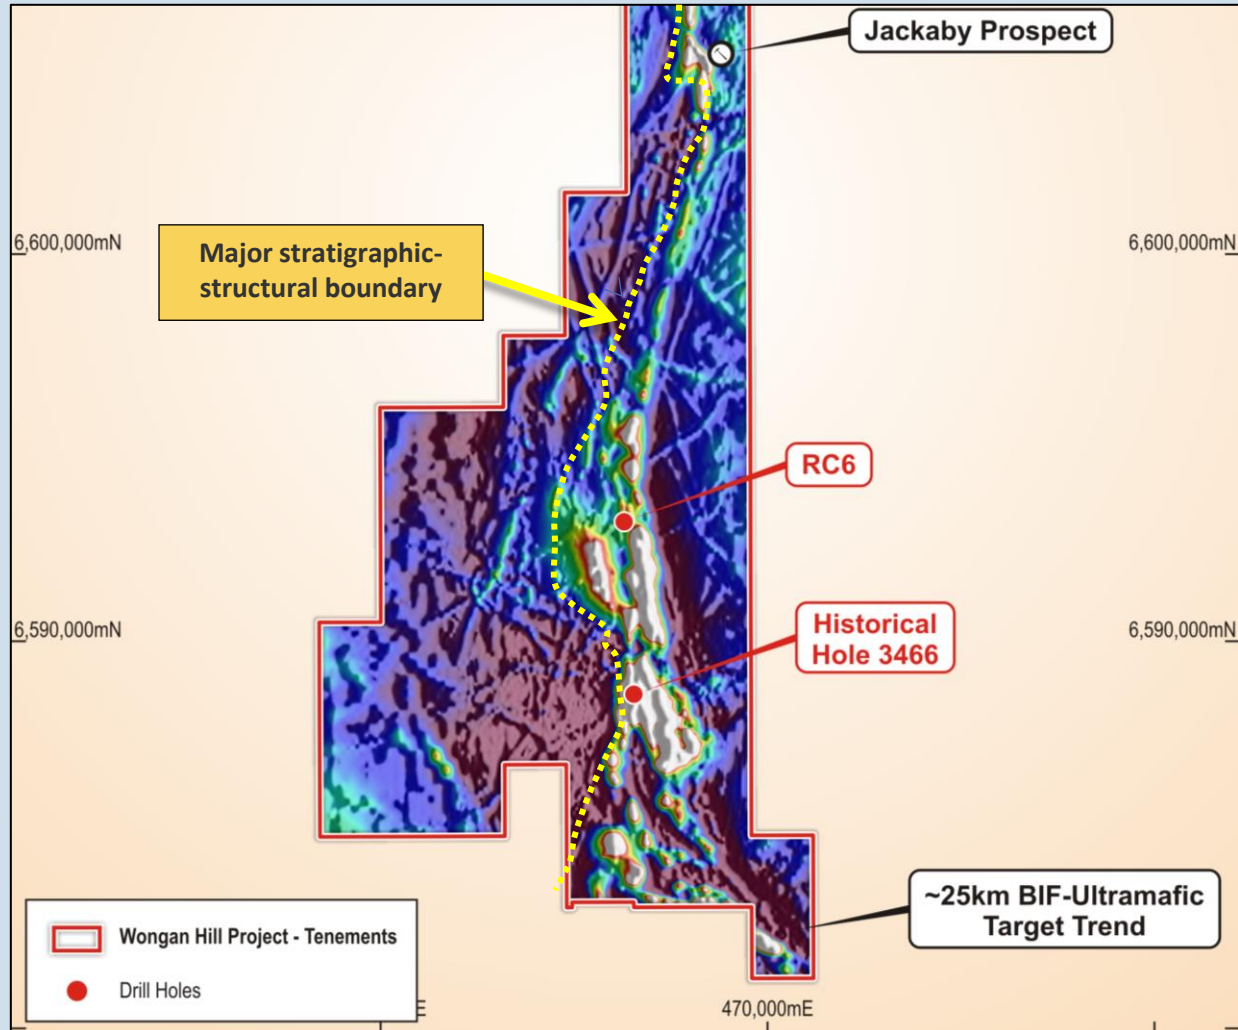 Jackaby Prospect
6,600,000mN
6,600,000mN
Major stratigraphic-
structural boundary
RC6
6,590,000mN
6,590,000mN
Historical
Hole 3466
~25km BIF-Ultramafic
Target Trend
Wongan Hill Project - Tenements
Drill Holes
E
470,000mE